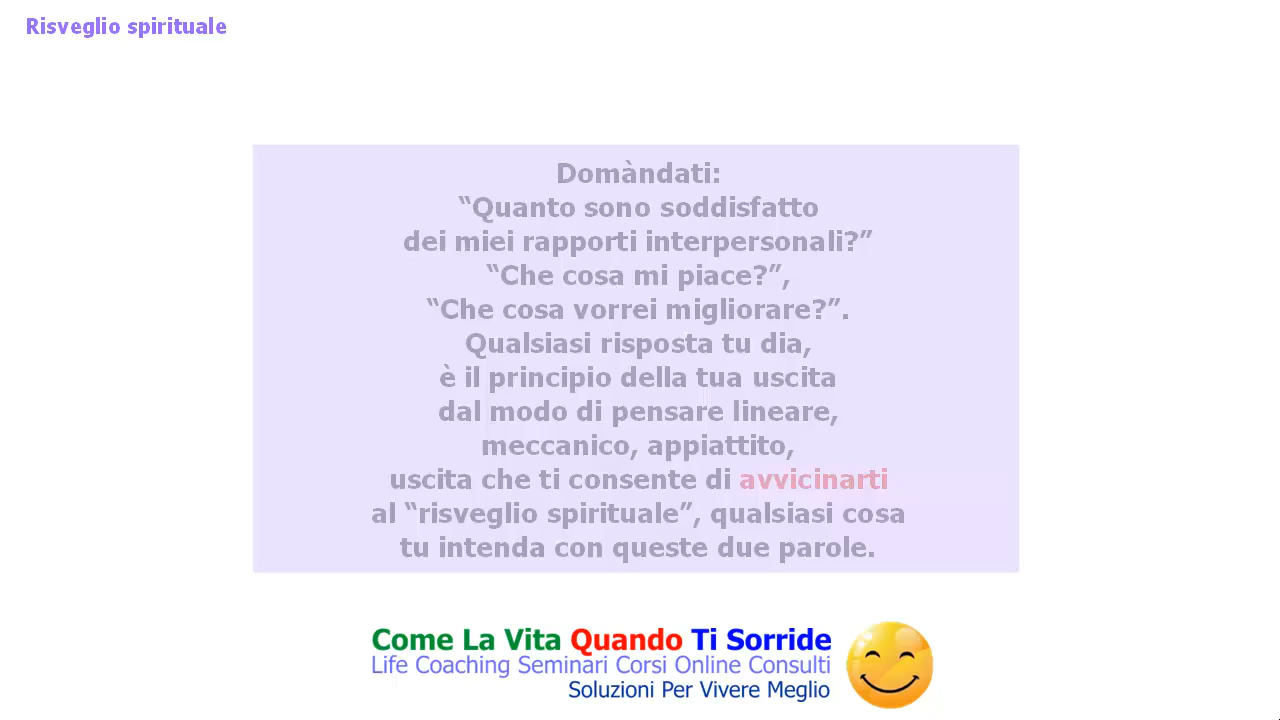 Risveglio spirituale
Domàndati:
“Quanto sono soddisfatto
dei miei rapporti interpersonali?”
“Che cosa mi piace?”,
“Che cosa vorrei migliorare?”.
Qualsiasi risposta tu dia,
è il principio della tua uscita
dal modo di pensare lineare,
meccanico, appiattito,
uscita che ti consente di avvicinarti
al “risveglio spirituale”, qualsiasi cosa
tu intenda con queste due parole.
Come La Vita Quando Ti Sorride
Life Coaching Seminari Corsi Online Consulti
Soluzioni Per Vivere Meglio